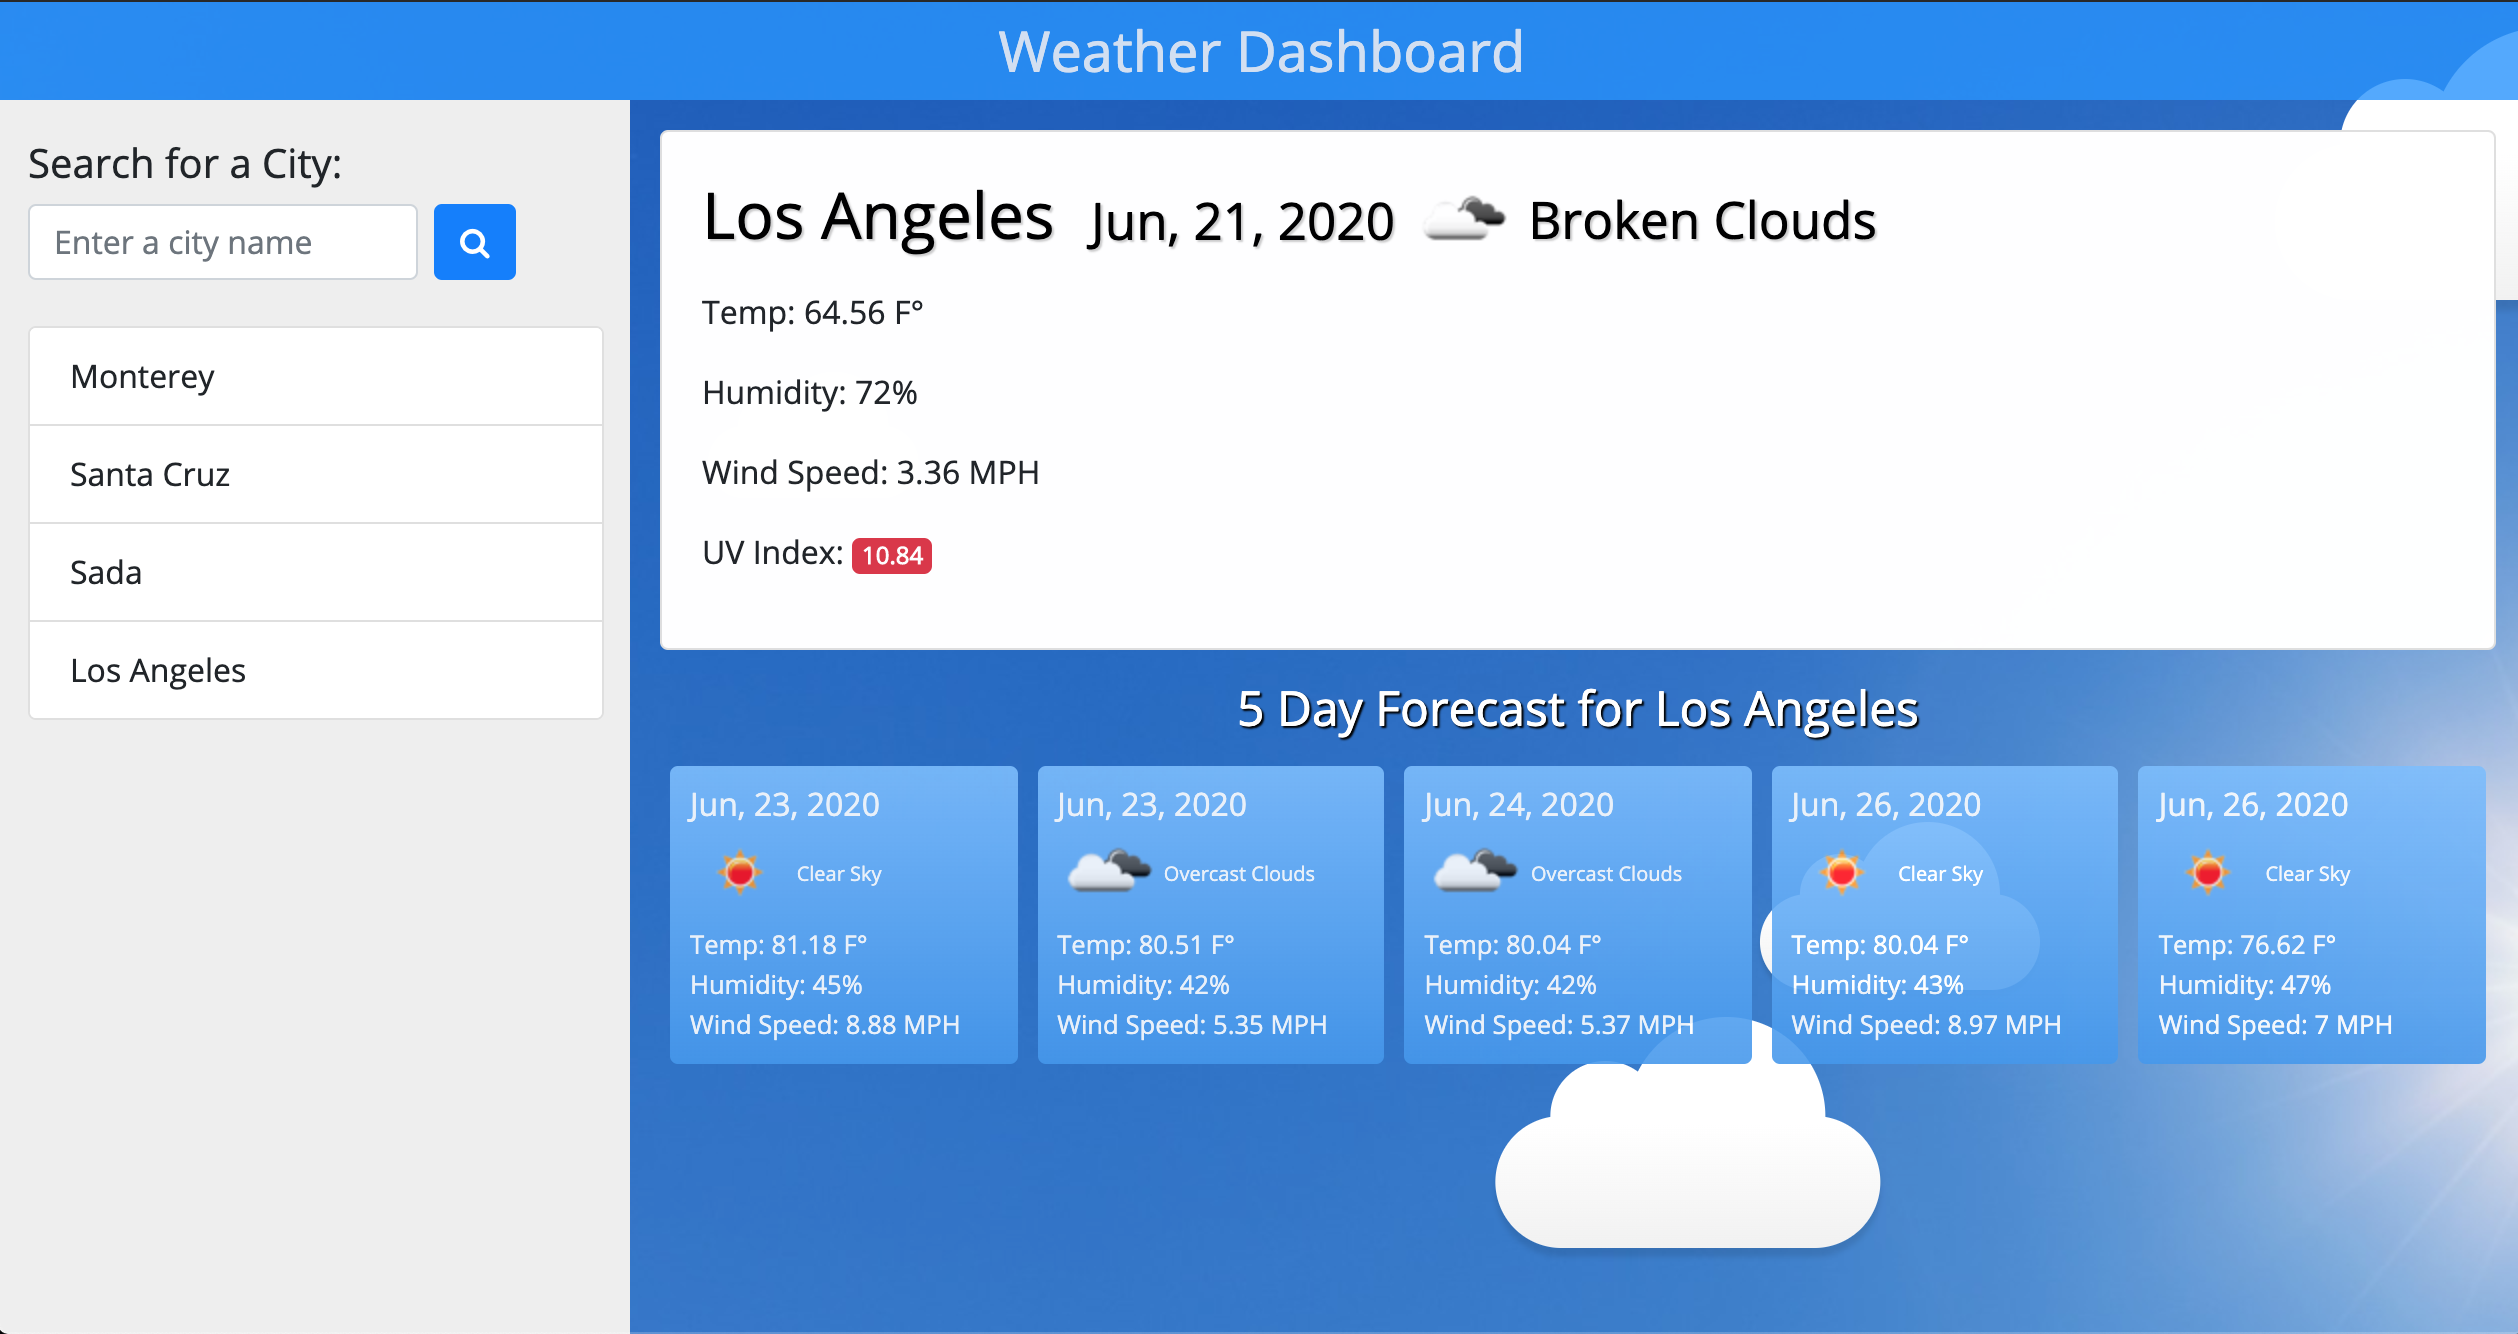 Weather Dashboard
Search for a City:
Enter a city name
Monterey
Santa Cruz
Sada
Los Angeles
Los Angeles Jun, 21, 2020 Broken Clouds
Temp: 64.56 F°
Humidity: 72%
Wind Speed: 3.36 MPH
UV Index: 10.84
5 Day Forecast for Los Angeles
Jun, 23, 2020
Clear Sky
Temp: 81.18 F°
Humidity: 45%
Wind Speed: 8.88 MPH
Jun, 23, 2020
Overcast Clouds
Temp: 80.51 F°
Humidity: 42%
Wind Speed: 5.35 MPH
Jun, 24, 2020
Overcast Clouds
Temp: 80.04 F°
Humidity: 42%
Wind Speed: 5.37 MPH
Jun, 26, 2020
Clear Sky
Temp: 80.04 F°
Humidity: 43%
Wind Speed: 8.97 MPH
Jun, 26, 2020
Clear Sky
Temp: 76.62 F°
Humidity: 47%
Wind Speed: 7 MPH